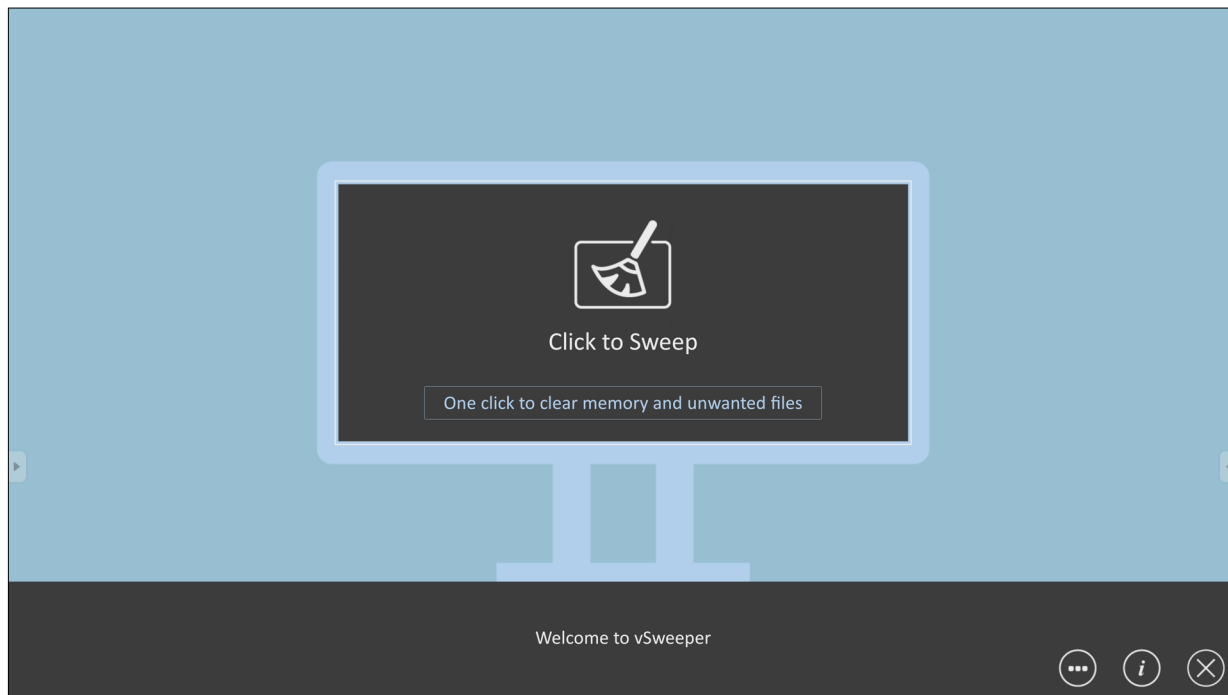 Click to Sweep
One click to clear memory and unwanted files
Welcome to vSweeper
i